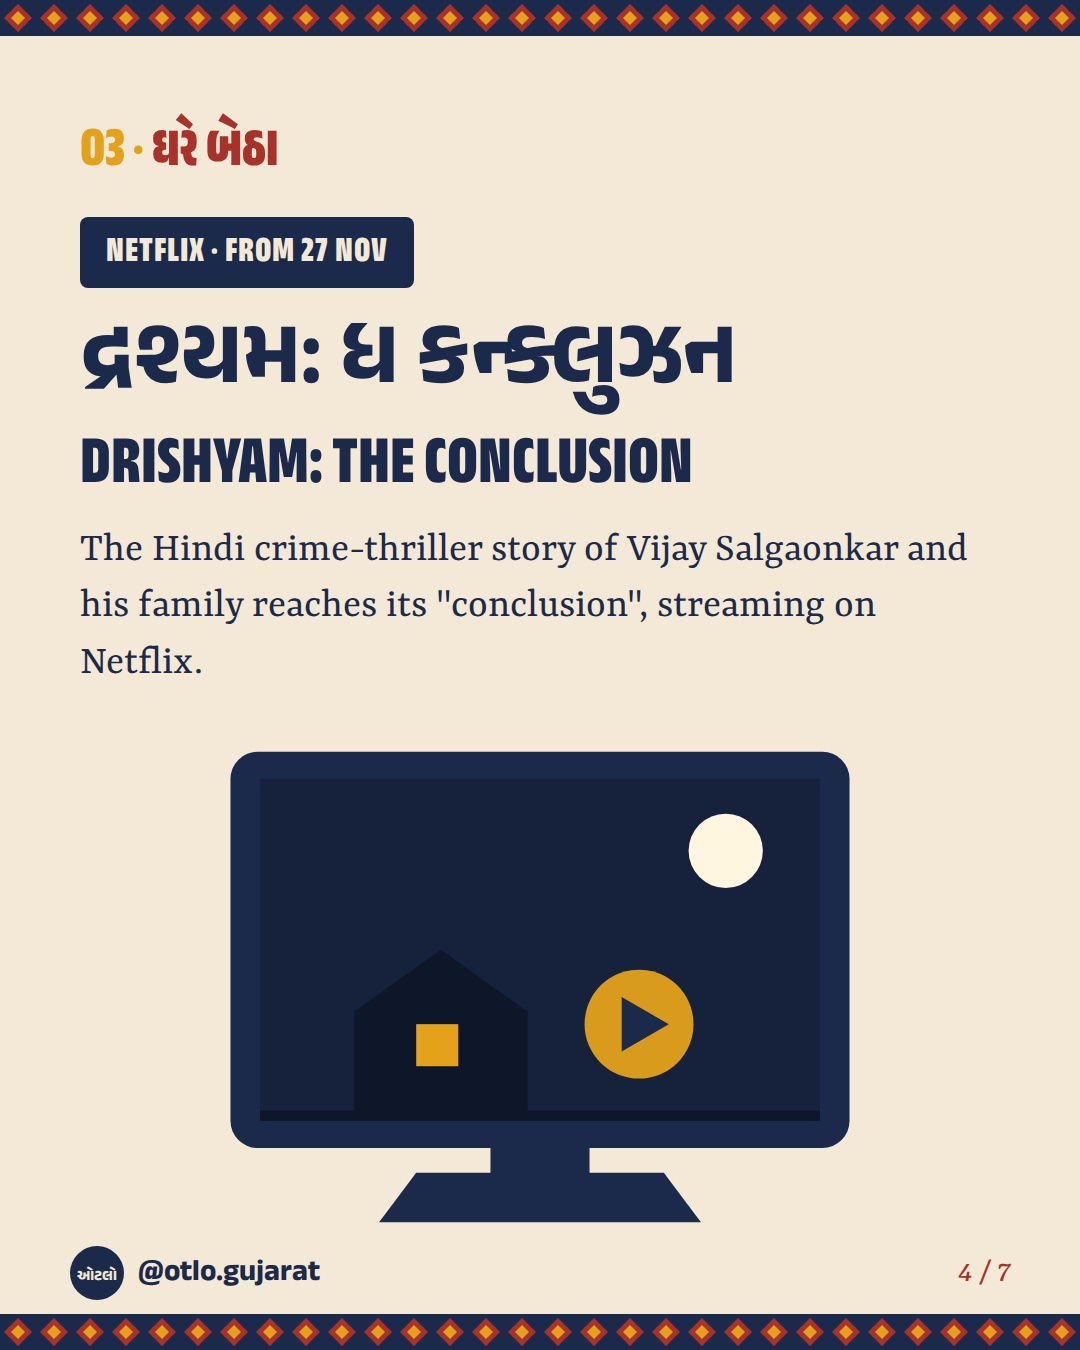 03 · ઘરે બેઠા
NETFLIX · FROM 27 NOV
દ્રશ્યમ: ધ કન્ક્લુઝન
DRISHYAM: THE CONCLUSION
The Hindi crime-thriller story of Vijay Salgaonkar and
his family reaches its "conclusion", streaming on
Netflix.
ઓટલો
@otlo.gujarat
4 / 7